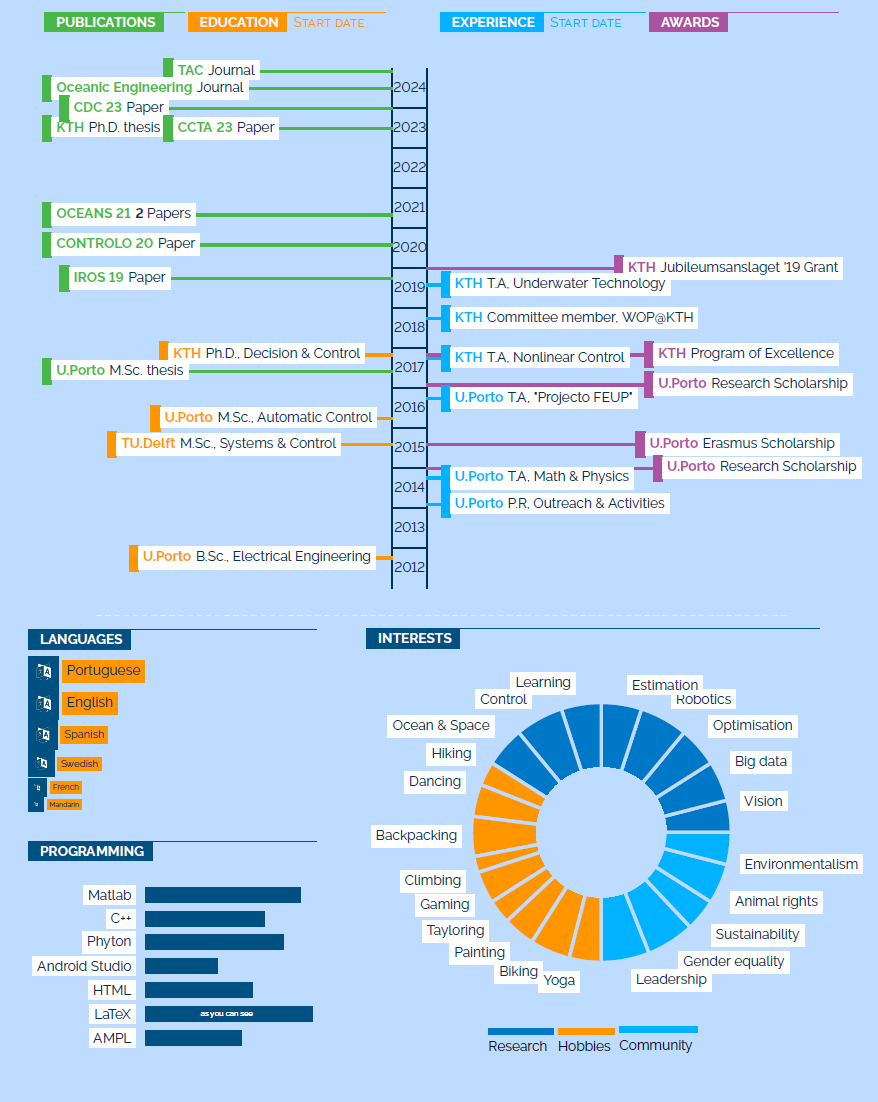 PUBLICATIONS EDUCATION START DATE EXPERIENCE START DATE AWARDS
TAC Journal
Oceanic Engineering Journal
CDC 23 Paper
KTH Ph.D. thesis CCTA 23 Paper
OCEANS 21 2 Papers
CONTROLO 20 Paper
IROS 19 Paper
KTH Ph.D., Decision & Control
U.Porto M.Sc. thesis
U.Porto M.Sc., Automatic Control
TU.Delft M.Sc., Systems & Control
U.Porto B.Sc., Electrical Engineering
2024
2023
2022
2021
2020
2019
2018
2017
2016
2015
2014
2013
2012
KTH Jubileumsanslaget '19 Grant
KTH T.A, Underwater Technology
KTH Committee member, WOP@KTH
KTH T.A, Nonlinear Control
KTH Program of Excellence
U.Porto Research Scholarship
U.Porto T.A, "Projecto FEUP"
U.Porto Erasmus Scholarship
U.Porto Research Scholarship
U.Porto T.A, Math & Physics
U.Porto P.R, Outreach & Activities
LANGUAGES
Portuguese
English
Spanish
Swedish
French
Mandarin
PROGRAMMING
Matlab
C++
Phyton
Android Studio
HTML
LaTeX as you can see
AMPL
INTERESTS
Learning
Control
Ocean & Space
Hiking
Dancing
Backpacking
Climbing
Gaming
Tayloring
Painting
Biking
Yoga
Estimation
Robotics
Optimisation
Big data
Vision
Environmentalism
Animal rights
Sustainability
Gender equality
Leadership
Research Hobbies Community